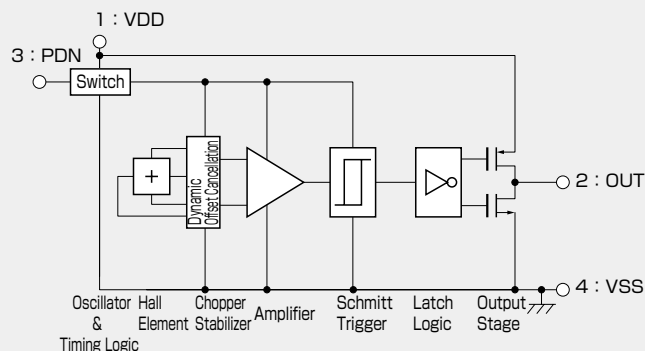 1 : VDD
3 : PDN
Switch
Dynamic
Offset Cancellation
2 : OUT
4 : VSS
Oscillator
&
Timing Logic
Hall
Element
Chopper
Stabilizer
Amplifier
Schmitt
Trigger
Latch
Logic
Output
Stage